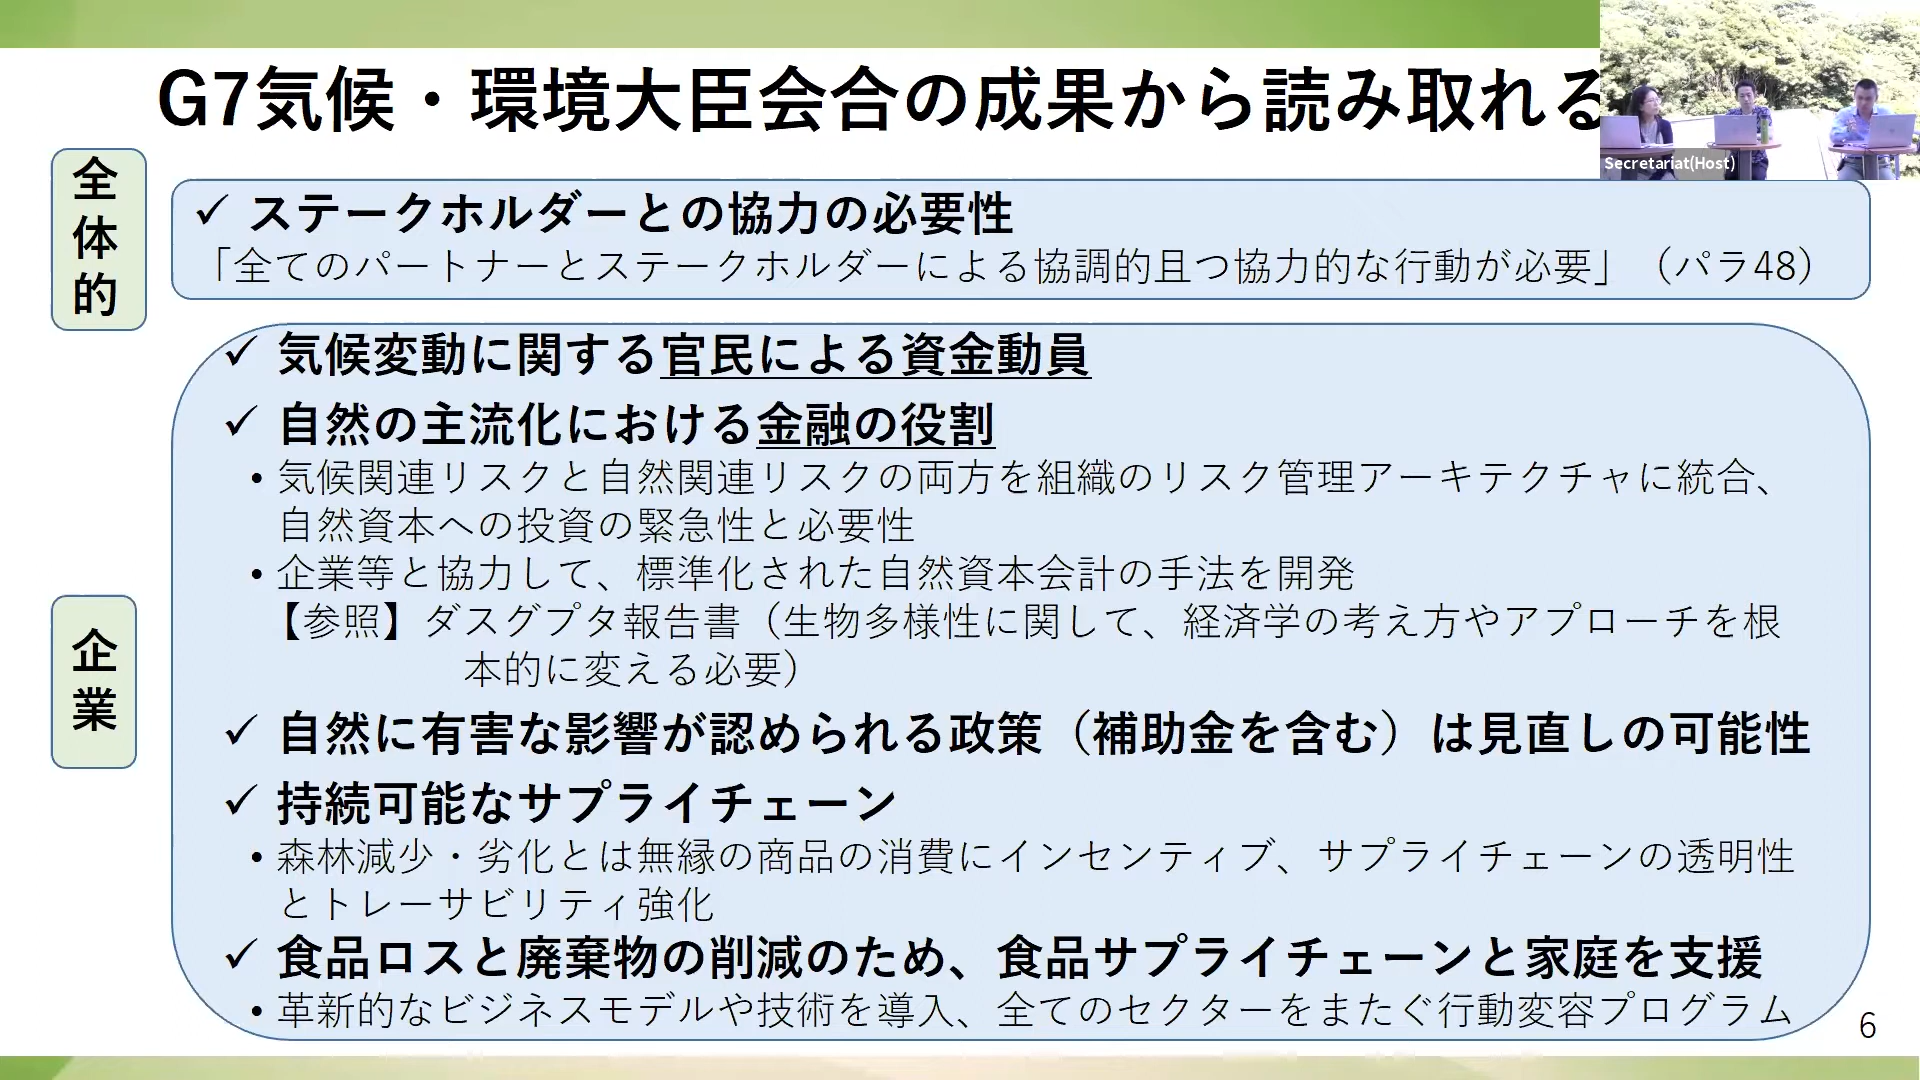 G7気候・環境大臣会合の成果から読み取れる
Secretariat(Host)
全体的
✓ ステークホルダーとの協力の必要性
「全てのパートナーとステークホルダーによる協調的且つ協力的な行動が必要」（パラ48）
企業
✓ 気候変動に関する官民による資金動員
✓ 自然の主流化における金融の役割
• 気候関連リスクと自然関連リスクの両方を組織のリスク管理アーキテクチャに統合、
自然資本への投資の緊急性と必要性
• 企業等と協力して、標準化された自然資本会計の手法を開発
【参照】ダスグプタ報告書（生物多様性に関して、経済学の考え方やアプローチを根
本的に変える必要）
✓ 自然に有害な影響が認められる政策（補助金を含む）は見直しの可能性
✓ 持続可能なサプライチェーン
• 森林減少・劣化とは無縁の商品の消費にインセンティブ、サプライチェーンの透明性
とトレーサビリティ強化
✓ 食品ロスと廃棄物の削減のため、食品サプライチェーンと家庭を支援
• 革新的なビジネスモデルや技術を導入、全てのセクターをまたぐ行動変容プログラム
6